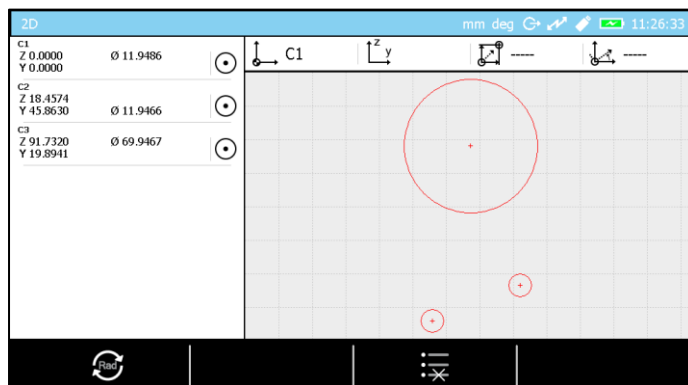 2D
mm deg 11:26:33
C1
Z 0.0000 Ø 11.9486
Y 0.0000
C2
Z 18.4574
Y 45.8630 Ø 11.9466
C3
Z 91.7320 Ø 69.9467
Y 19.8941
C1
z
y
-----
-----
Rad